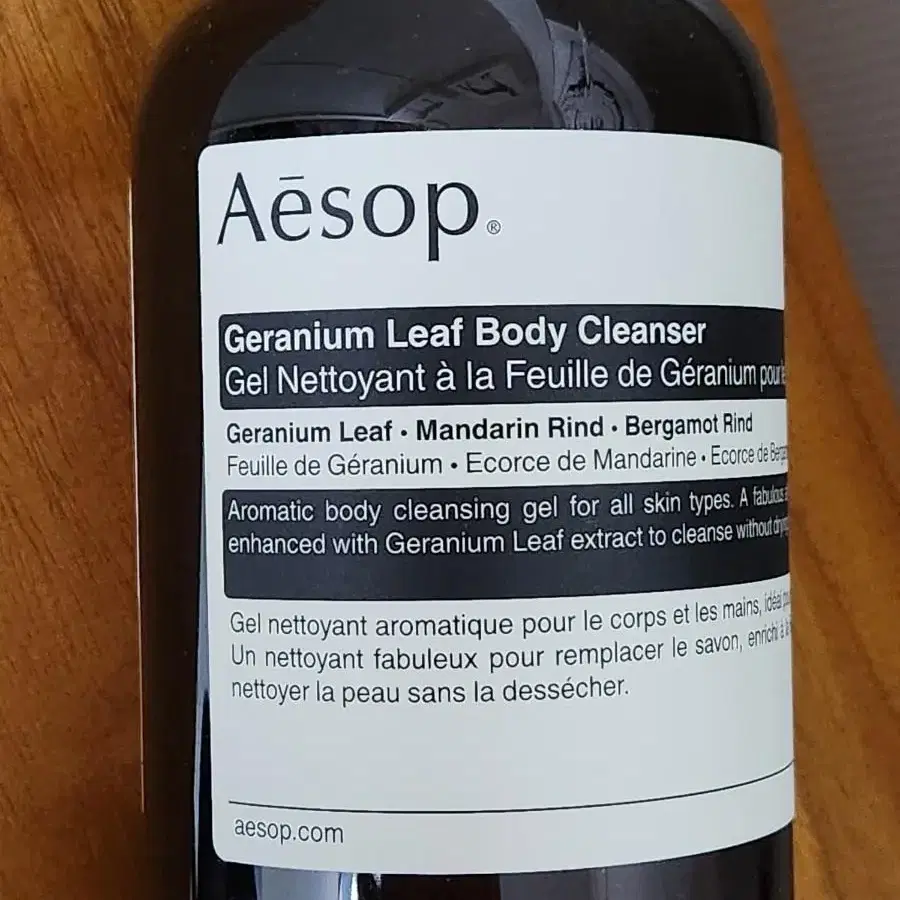 Aēsop®
Geranium Leaf Body Cleanser
Gel Nettoyant à la Feuille de Géranium pour
Geranium Leaf • Mandarin Rind • Bergamot Rind
Feuille de Géranium • Ecorce de Mandarine • Ecorce de
Aromatic body cleansing gel for all skin types. A fabulous
enhanced with Geranium Leaf extract to cleanse without
Gel nettoyant aromatique pour le corps et les mains, idéal
Un nettoyant fabuleux pour remplacer le savon, enrichi à
nettoyer la peau sans la dessécher.
aesop.com